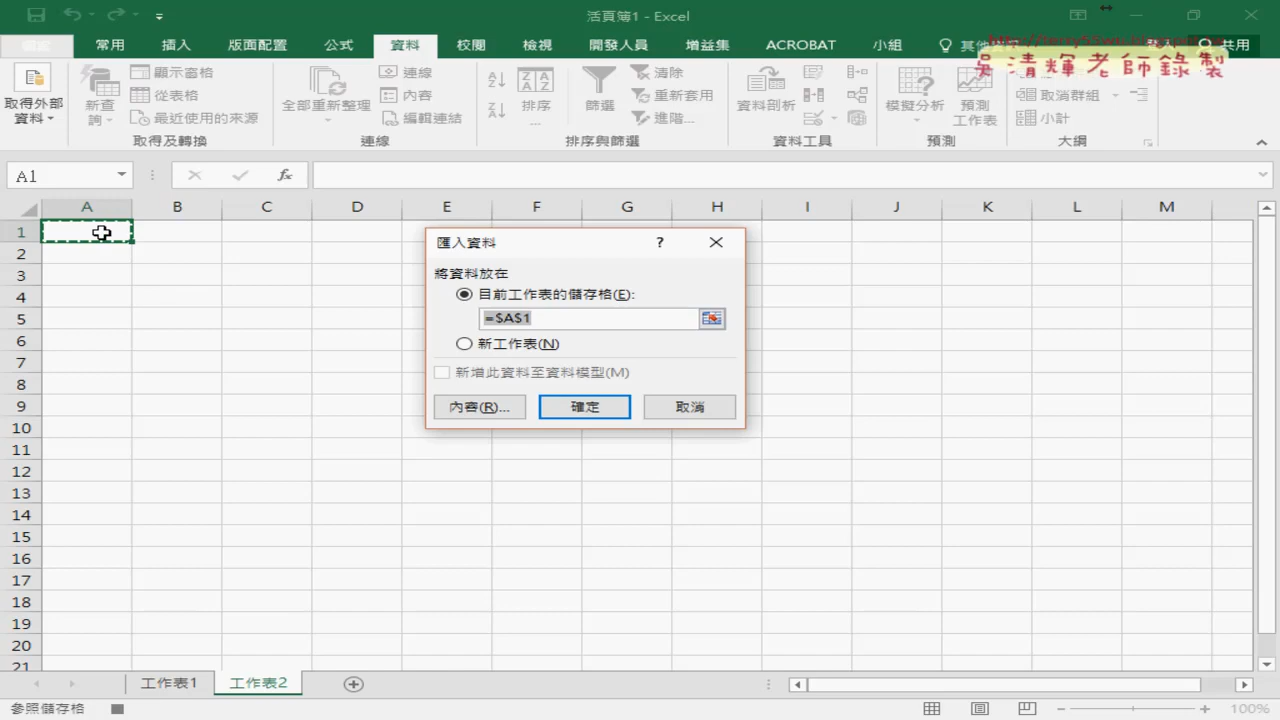 活頁簿1 - Excel
常用 插入 版面配置 公式 資料 校閱 檢視 開發人員 增益集 ACROBAT 小組 共用
吳清輝老師錄製
取得外部資料
新查詢
顯示窗格
從表格
最近使用的來源
取得及轉換
全部重新整理
連線
內容
編輯連結
連線
排序
...
篩選
清除
重新套用
進階...
排序與篩選
資料剖析
資料工具
模擬分析
預測工作表
預測
取消群組
小計
大綱
A1
fx
A B C D E F G H I J K L M
1
2
3
4
5
6
7
8
9
10
11
12
13
14
15
16
17
18
19
20
21
匯入資料 ?
將資料放在
目前工作表的儲存格(E):
=$A$1
新工作表(N)
新增此資料至資料模型(M)
內容(R)... 確定 取消
工作表1 工作表2
參照儲存格 100%